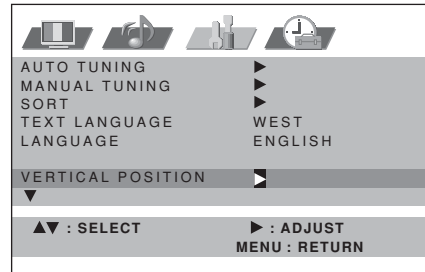 AUTO TUNING ▶
MANUAL TUNING ▶
SORT ▶
TEXT LANGUAGE WEST
LANGUAGE ENGLISH
VERTICAL POSITION ▶
▼
▲▼ : SELECT ▶ : ADJUST
MENU : RETURN